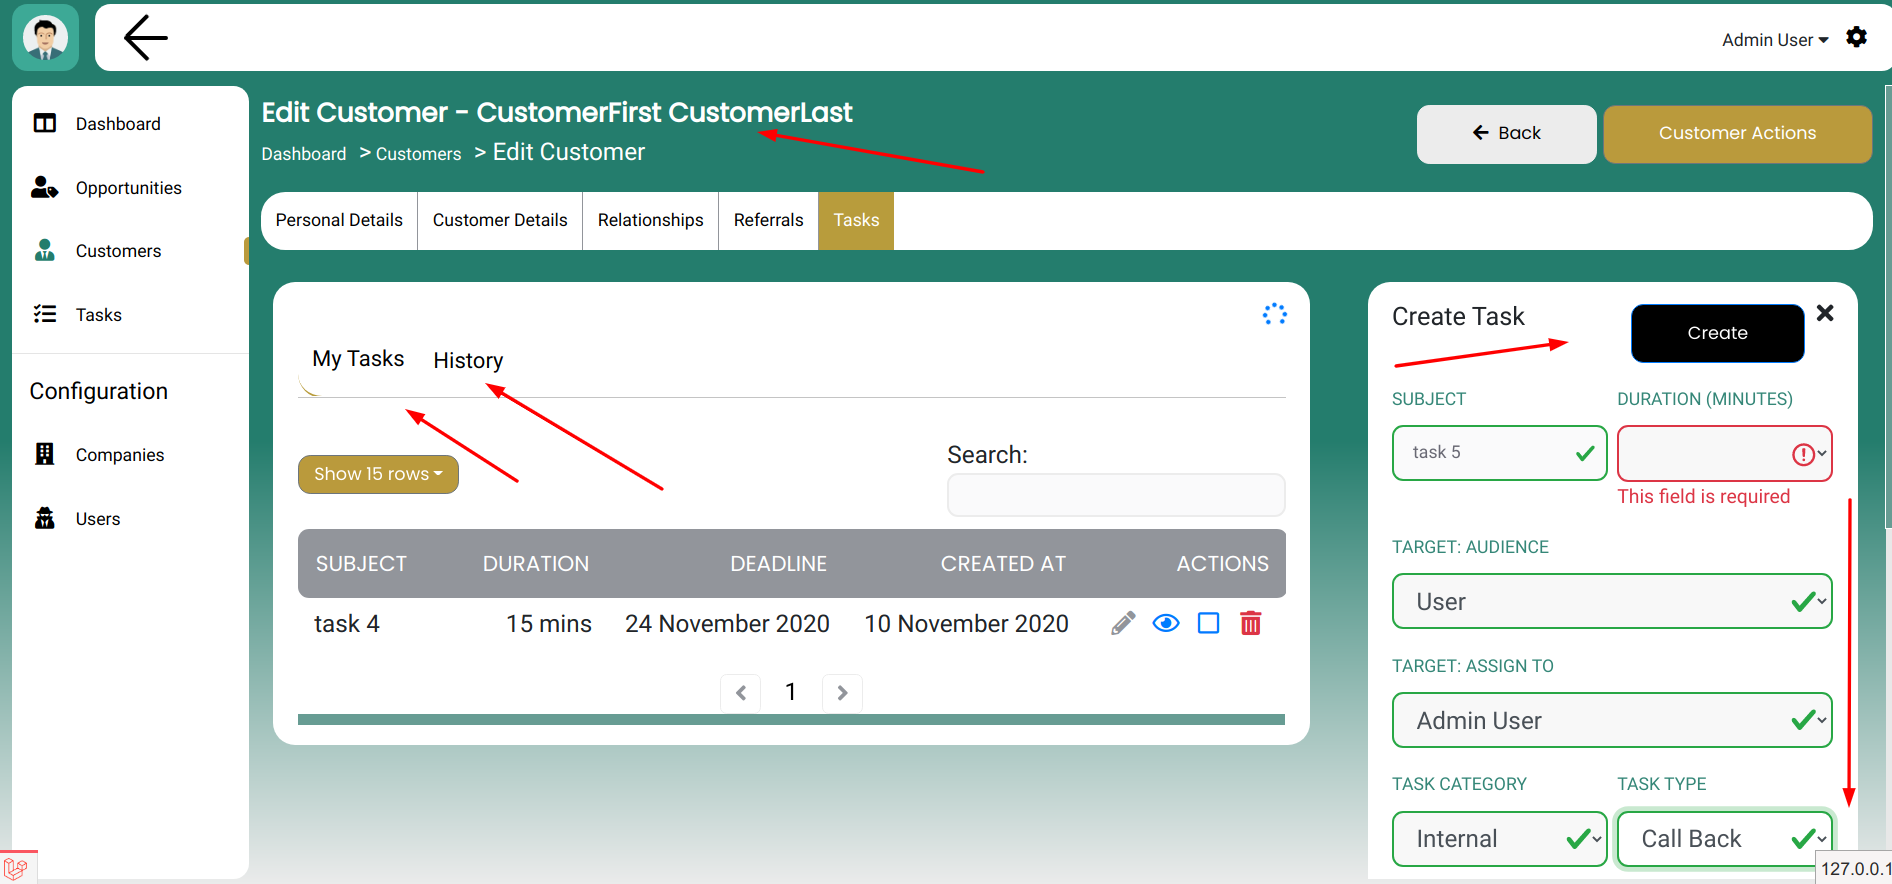 Admin User
Dashboard
Opportunities
Customers
Tasks
Configuration
Companies
Users
Edit Customer - CustomerFirst CustomerLast
Dashboard > Customers > Edit Customer
Back
Customer Actions
Personal Details
Customer Details
Relationships
Referrals
Tasks
My Tasks
History
Show 15 rows
Search:
SUBJECT DURATION DEADLINE CREATED AT ACTIONS
task 4 15 mins 24 November 2020 10 November 2020
1
Create Task
Create
SUBJECT
task 5
DURATION (MINUTES)
This field is required
TARGET: AUDIENCE
User
TARGET: ASSIGN TO
Admin User
TASK CATEGORY
Internal
TASK TYPE
Call Back
127.0.0.1